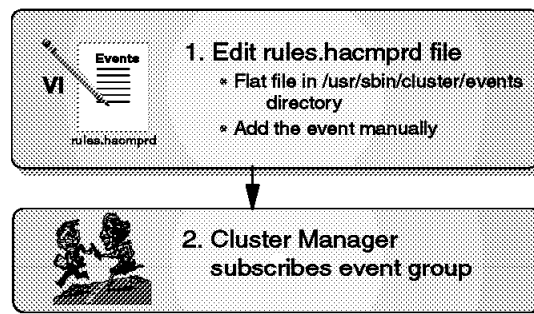 Events
VI
rules.hacmprd
1. Edit rules.hacmprd file
• Flat file in /usr/sbin/cluster/events
directory
• Add the event manually
2. Cluster Manager
subscribes event group